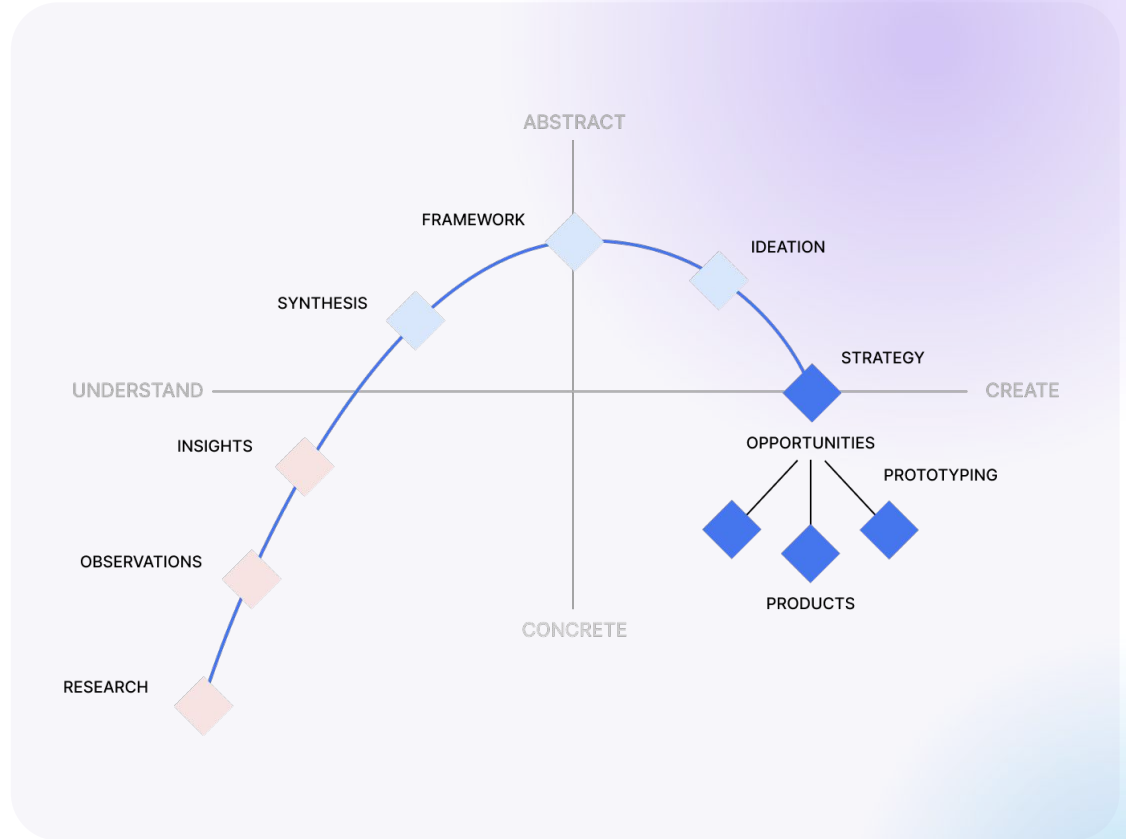 ABSTRACT
FRAMEWORK
IDEATION
SYNTHESIS
STRATEGY
UNDERSTAND
CREATE
INSIGHTS
OPPORTUNITIES
PROTOTYPING
OBSERVATIONS
PRODUCTS
CONCRETE
RESEARCH